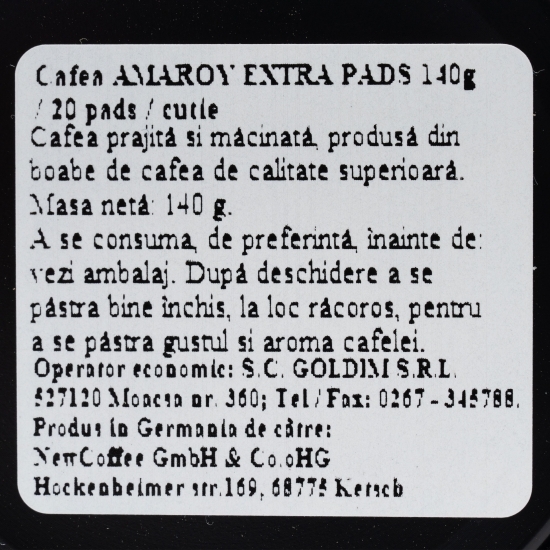 Cafea AMAROY EXTRA PADS 140g
/ 20 pads / cutie
Cafea prajită si măcinată, produsă din
boabe de cafea de calitate superioară.
Masa netă: 140 g.
A se consuma, de preferintă, înainte de:
vezi ambalaj. După deschidere a se
păstra bine închis, la loc răcoros, pentru
a se păstra gustul si aroma cafelei.
Operator economic: S.C. GOLDIM S.R.L.
527120 Moacsa nr. 360; Tel / Fax: 0267 - 345788.
Produs în Germania de către:
NewCoffee GmbH & Co.oHG
Hockenheimer str.169, 68775 Ketsch